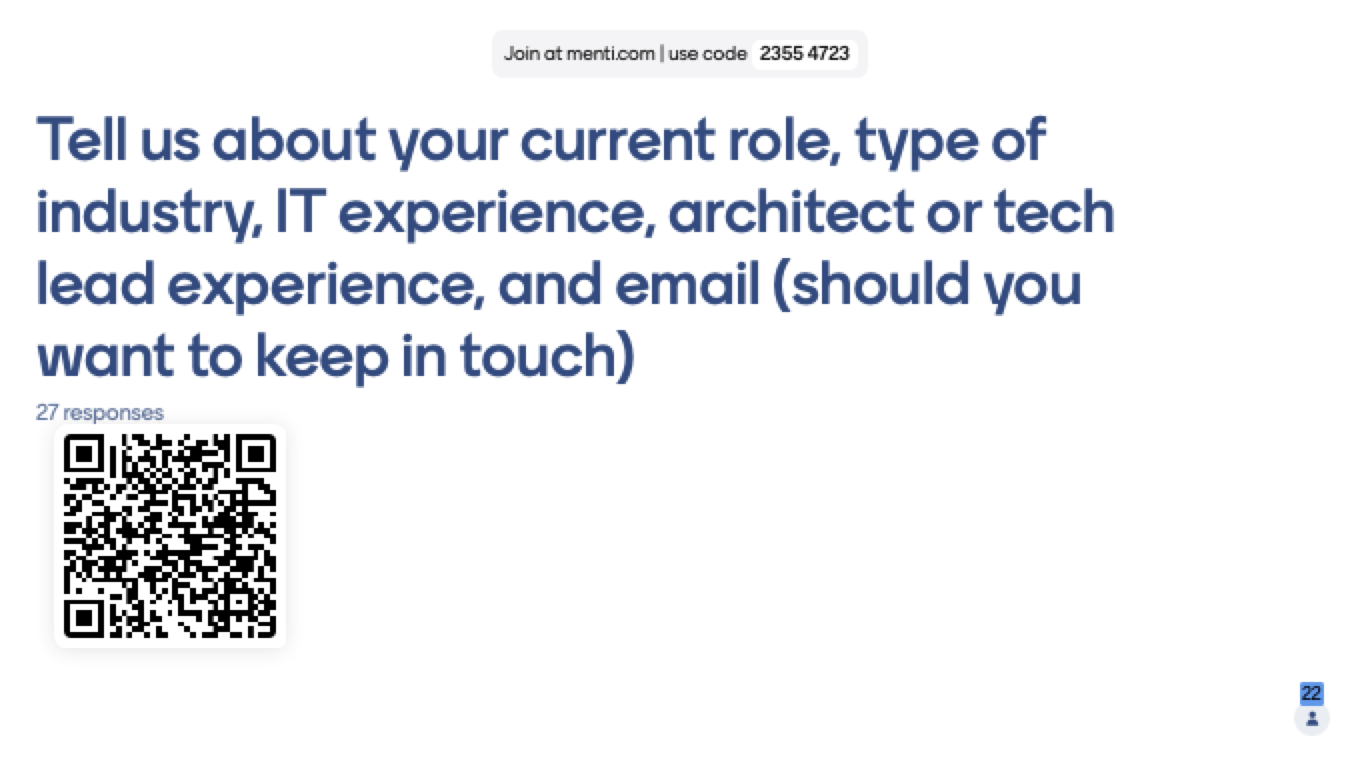 Join at menti.com | use code 2355 4723
Tell us about your current role, type of
industry, IT experience, architect or tech
lead experience, and email (should you
want to keep in touch)
27 responses
22